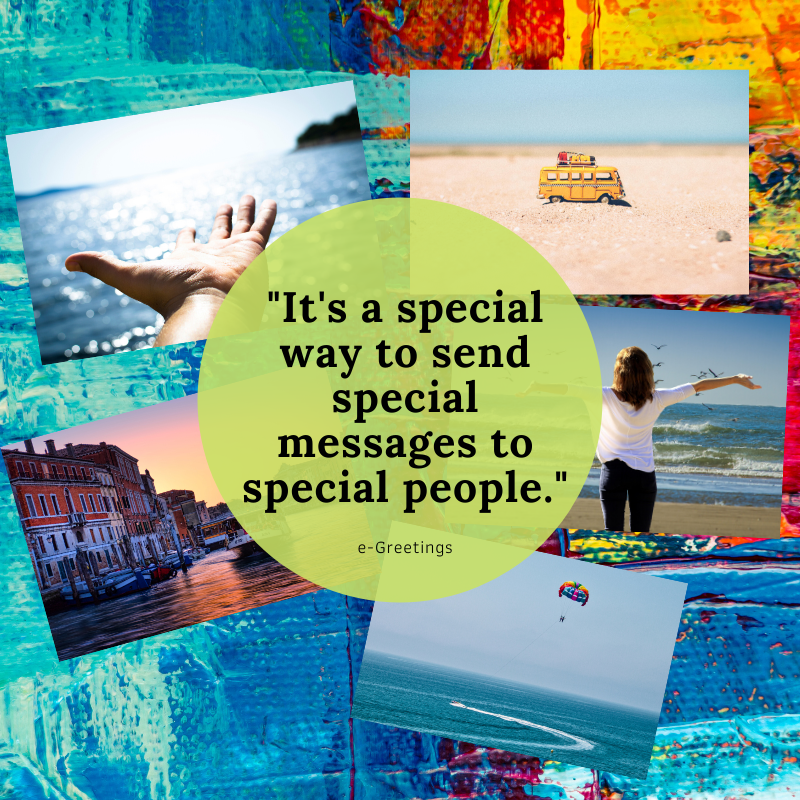 "It's a special
way to send
special
messages to
special people."
e-Greetings